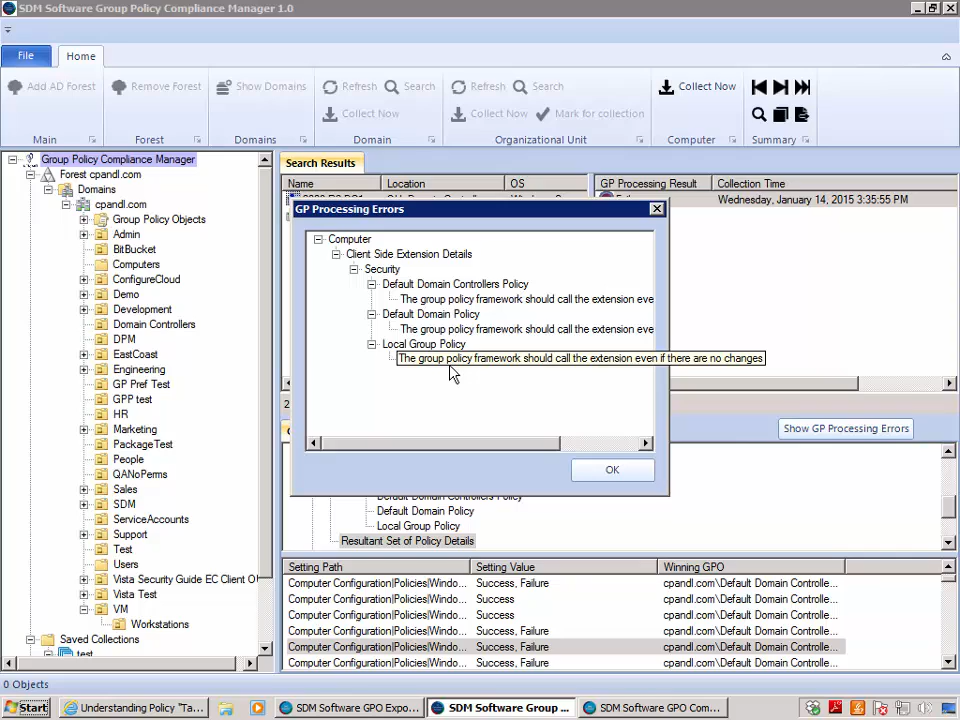 SDM Software Group Policy Compliance Manager 1.0
File
Home
Add AD Forest
Remove Forest
Show Domains
Refresh
Search
Refresh
Search
Collect Now
Collect Now
Collect Now
Mark for collection
Main
Forest
Domains
Domain
Organizational Unit
Computer
Summary
Group Policy Compliance Manager
Forest cpandl.com
Domains
cpandl.com
Group Policy Objects
Admin
BitBucket
Computers
ConfigureCloud
Demo
Development
Domain Controllers
DPM
EastCoast
Engineering
GP Pref Test
GPP test
HR
Marketing
PackageTest
People
QANoPerms
Sales
SDM
ServiceAccounts
Support
Test
Users
Vista Security Guide EC Client O
Vista Test
VM
Workstations
Saved Collections
test
Search Results
Name
Location
OS
GP Processing Result
Collection Time
Wednesday, January 14, 2015 3:35:55 PM
GP Processing Errors
Computer
Client Side Extension Details
Security
Default Domain Controllers Policy
The group policy framework should call the extension eve
Default Domain Policy
The group policy framework should call the extension eve
Local Group Policy
The group policy framework should call the extension even if there are no changes
OK
Show GP Processing Errors
Default Domain Controllers Policy
Default Domain Policy
Local Group Policy
Resultant Set of Policy Details
Setting Path
Setting Value
Winning GPO
Computer Configuration|Policies|Windo... Success, Failure cpandl.com\Default Domain Controlle...
Computer Configuration|Policies|Windo... Success cpandl.com\Default Domain Controlle...
Computer Configuration|Policies|Windo... Success cpandl.com\Default Domain Controlle...
Computer Configuration|Policies|Windo... Success, Failure cpandl.com\Default Domain Controlle...
Computer Configuration|Policies|Windo... Success, Failure cpandl.com\Default Domain Controlle...
Computer Configuration|Policies|Windo... Success, Failure cpandl.com\Default Domain Controlle...
0 Objects
Start
Understanding Policy "Ta...
SDM Software GPO Expo...
SDM Software Group ...
SDM Software GPO Com...